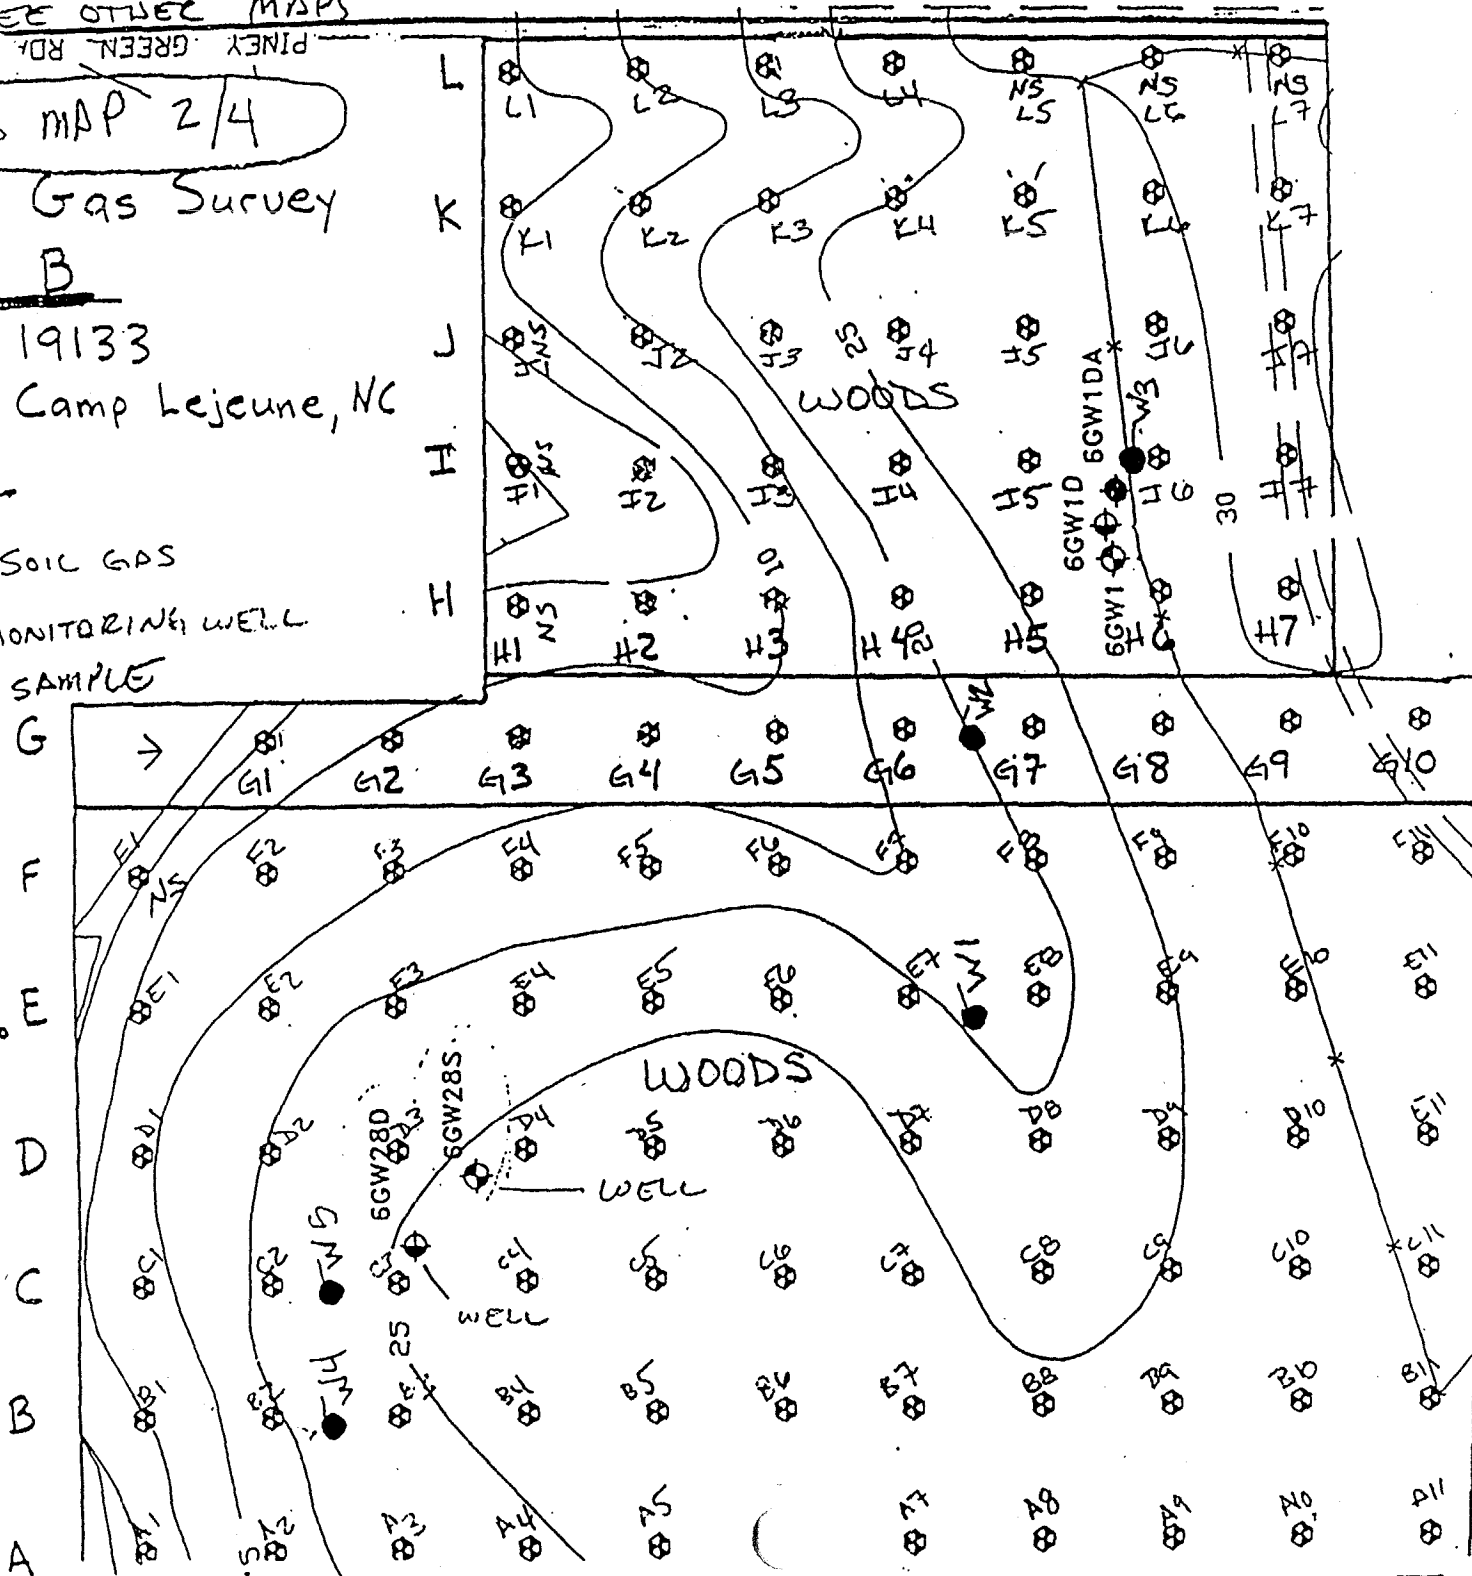 OTHER MAPS
PINEY GREEN RD.
MAP 2/4
Gas Survey
B
19133
Camp Lejeune, NC
SOIL GAS
MONITORING WELL
SAMPLE
L
L1 L2 L3 L4 NS L5 NS L6 NS L7
K
K1 K2 K3 K4 K5 K6 K7
J
J1 NS J2 J3 25 J4 J5 J6 J7
WOODS
6GW1DA W3
I
I1 NS I2 I3 I4 I5 I6 I7
6GW1D 30
10
H
NS
H1 H2 H3 H4 20 H5 6GW1 H6 H7
W2
G
G1 G2 G3 G4 G5 G6 G7 G8 G9 G10
F
F1 F2 F3 F4 F5 F6 F7 F8 F9 F10 F11
NS
W1
E
E1 E2 E3 E4 E5 E6 E7 E8 E9 E11
WOODS
6GW28S
6GW28D
D
D1 D2 D3 D4 D5 D6 D7 D8 D9 D10
WELL
W5
C
C1 C2 C3 C4 C5 C6 C7 C8 C9 C10 C11
WELL
25
W4
B
B1 B2 B4 B5 B6 B7 B8 B9 B10 B11
A
A1 A2 A3 A4 A5 A7 A8 A9 A10 A11